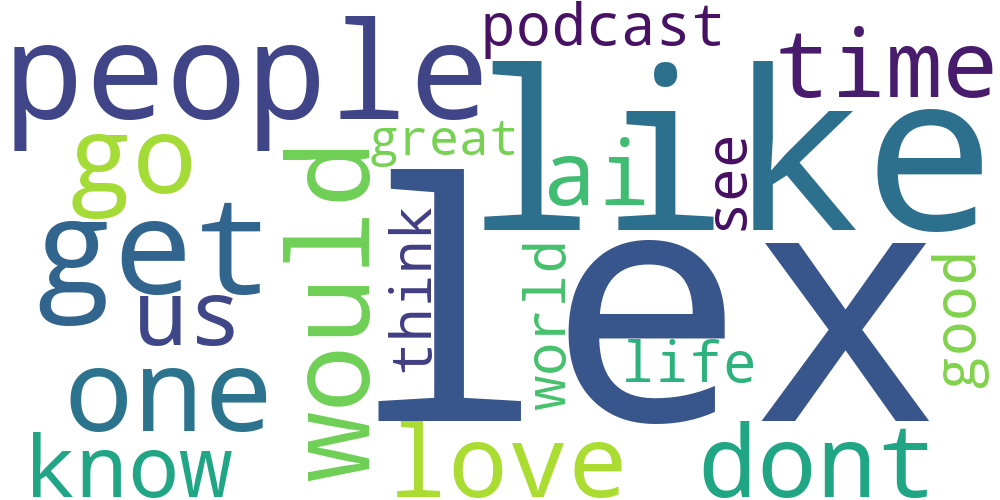 podcast
people
like
time
go
great
ai
see
would
lex
get
think
world
good
us
life
one
know
love
dont